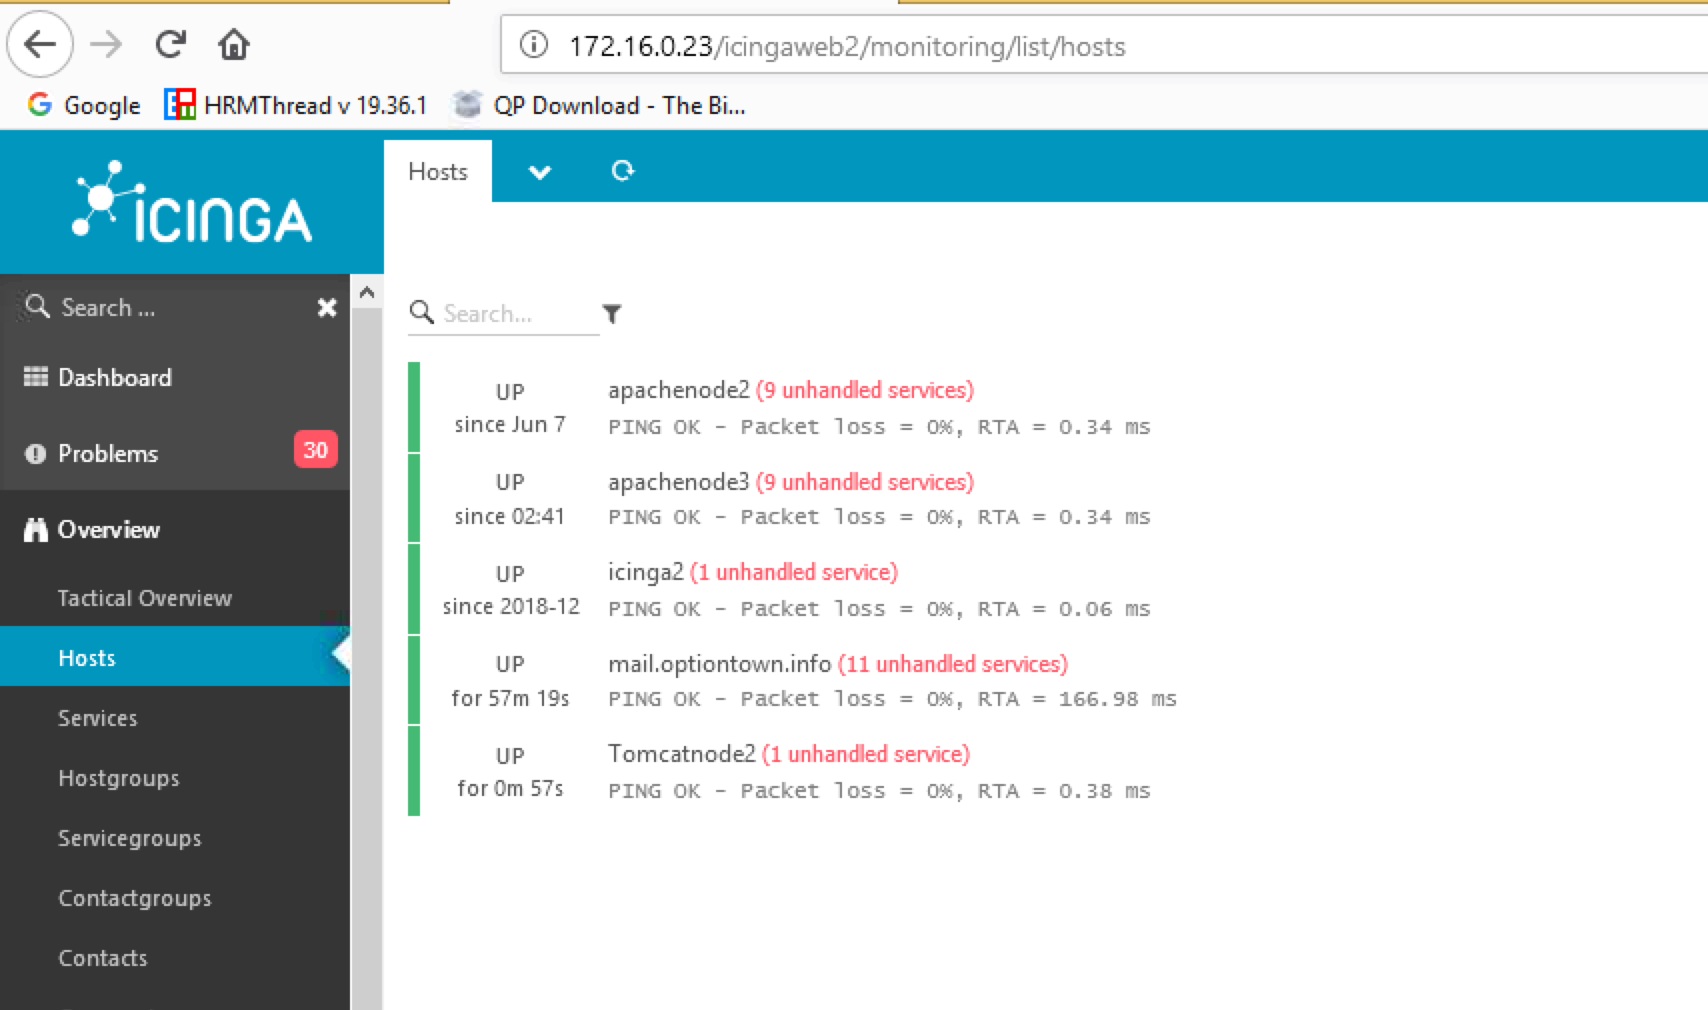 172.16.0.23/icingaweb2/monitoring/list/hosts
Google
HRMThread v 19.36.1
QP Download - The Bi...
ICINGA
Hosts
Search ...
Dashboard
Problems 30
Overview
Tactical Overview
Hosts
Services
Hostgroups
Servicegroups
Contactgroups
Contacts
Search...
UP
since Jun 7
apachenode2 (9 unhandled services)
PING OK - Packet loss = 0%, RTA = 0.34 ms
UP
since 02:41
apachenode3 (9 unhandled services)
PING OK - Packet loss = 0%, RTA = 0.34 ms
UP
since 2018-12
icinga2 (1 unhandled service)
PING OK - Packet loss = 0%, RTA = 0.06 ms
UP
for 57m 19s
mail.optiontown.info (11 unhandled services)
PING OK - Packet loss = 0%, RTA = 166.98 ms
UP
for 0m 57s
Tomcatnode2 (1 unhandled service)
PING OK - Packet loss = 0%, RTA = 0.38 ms